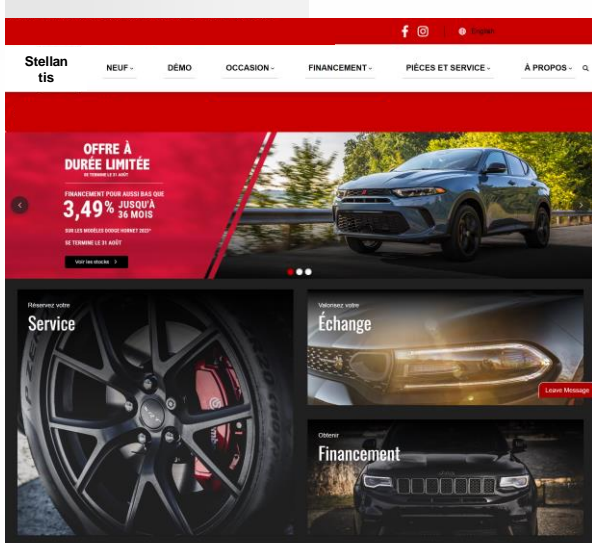 English
Stellan
tis
NEUF
DÉMO
OCCASION
FINANCEMENT
PIÈCES ET SERVICE
À PROPOS
OFFRE À
DURÉE LIMITÉE
SE TERMINE LE 31 AOÛT
FINANCEMENT POUR AUSSI BAS QUE
3,49% JUSQU'À
36 MOIS
SUR LES MODÈLES DODGE HORNET 2023*
SE TERMINE LE 31 AOÛT
Voir les stocks
Réservez votre
Service
Valorisez votre
Échange
Leave Message
Obtenir
Financement
Jeep